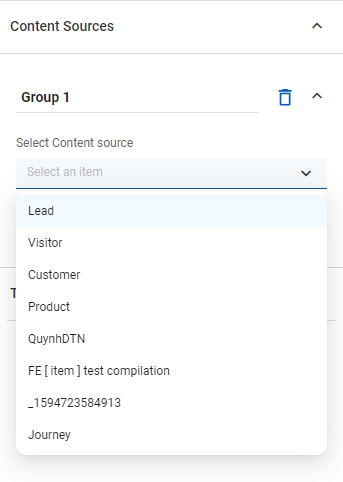 Content Sources
Group 1
Select Content source
Select an item
Lead
Visitor
Customer
Product
QuynhDTN
FE [ item ] test compilation
_1594723584913
Journey